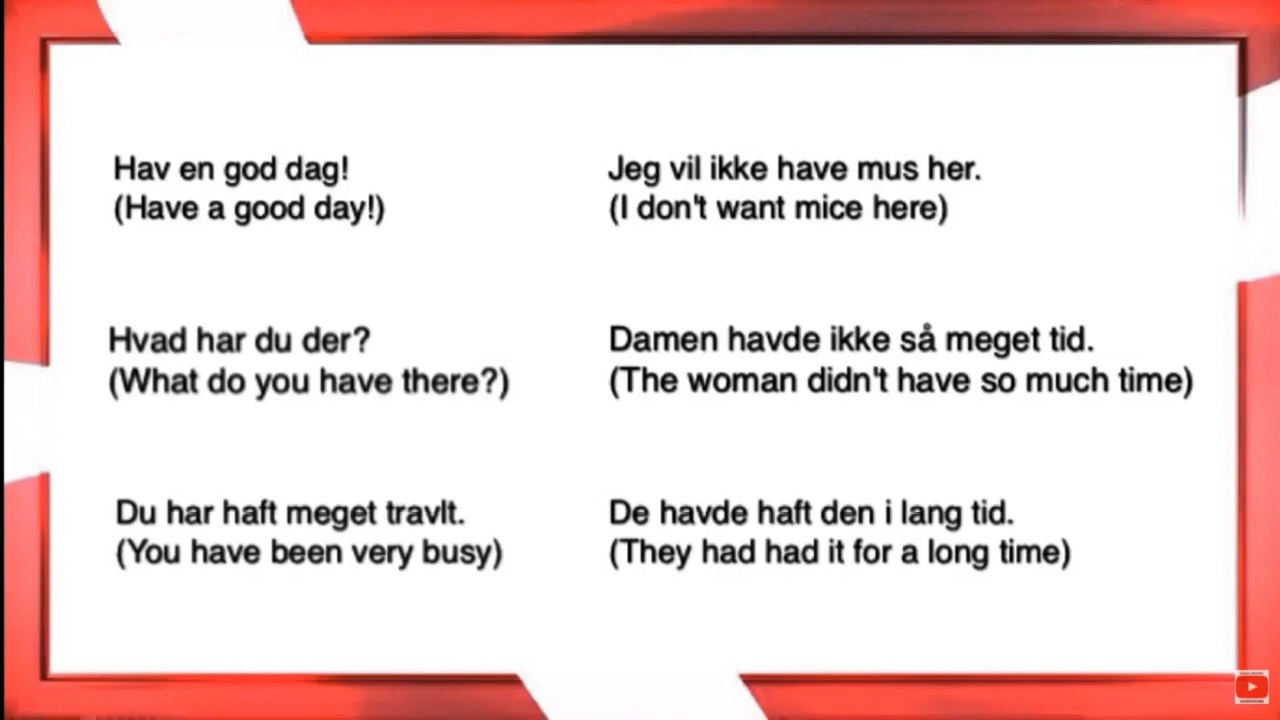 Hav en god dag!
(Have a good day!)
Jeg vil ikke have mus her.
(I don't want mice here)
Hvad har du der?
(What do you have there?)
Damen havde ikke så meget tid.
(The woman didn't have so much time)
Du har haft meget travlt.
(You have been very busy)
De havde haft den i lang tid.
(They had had it for a long time)